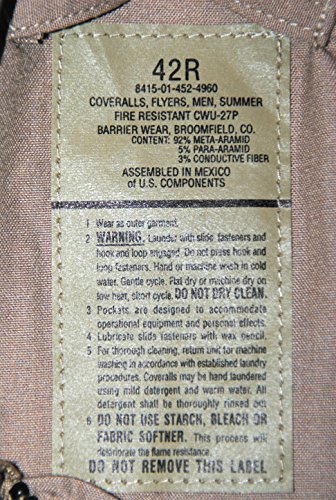 42R
8415-01-452-4960
COVERALLS, FLYERS, MEN, SUMMER
FIRE RESISTANT CWU-27P
BARRIER WEAR, BROOMFIELD, CO.
CONTENT: 92% META-ARAMID
5% PARA-ARAMID
3% CONDUCTIVE FIBER
ASSEMBLED IN MEXICO
of U.S. COMPONENTS
1 Wear as outer garment.
2 WARNING. Launder with slide fasteners and
hook and loop engaged. Do not press hook and
loop fasteners. Hand or machine wash in cold
water. Gentle cycle. Flat dry or machine dry on
low heat, short cycle. DO NOT DRY CLEAN.
3 Pockets are designed to accommodate
operational equipment and personal effects.
4 Lubricate slide fasteners with wax pencil.
5 For thorough cleaning, return unit for machine
washing in accordance with established laundry
procedures. Coveralls may be hand laundered
using mild detergent and warm water. All
detergent shall be thoroughly rinsed out
6 DO NOT USE STARCH, BLEACH OR
FABRIC SOFTNER. This process will
deteriorate the flame resistance.
DO NOT REMOVE THIS LABEL